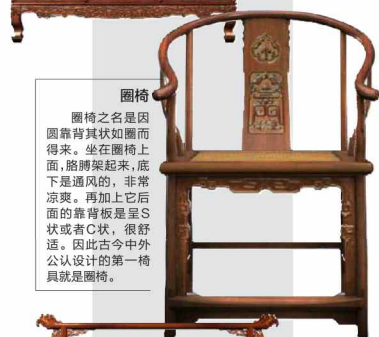 圈椅
圈椅之名是因
圆靠背其状如圈而
得来。坐在圈椅上
面,胳膊架起来,底
下是通风的，非常
凉爽。再加上它后
面的靠背板是呈S
状或者C状，很舒
适。因此古今中外
公认设计的第一椅
具就是圈椅。